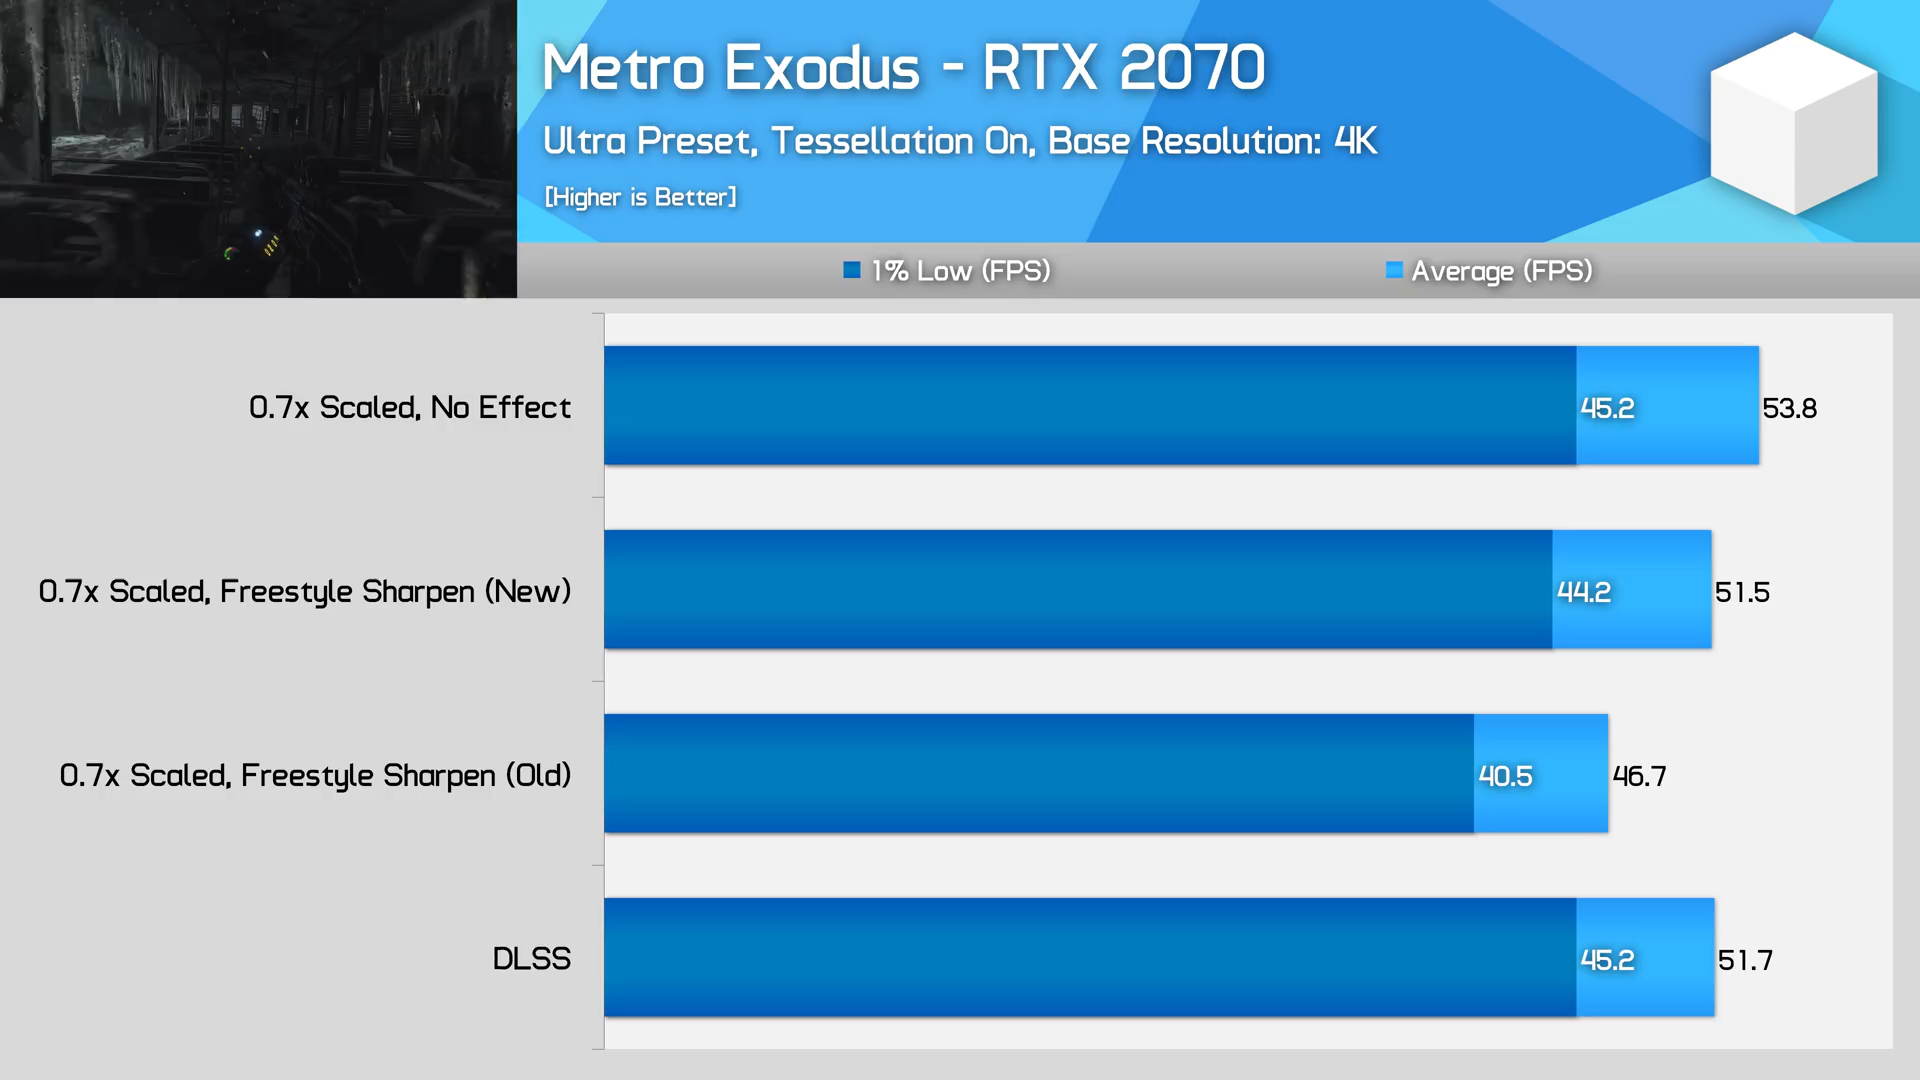 Metro Exodus - RTX 2070
Ultra Preset, Tessellation On, Base Resolution: 4K
[Higher is Better]
1% Low (FPS) Average (FPS)
0.7x Scaled, No Effect 45.2 53.8
0.7x Scaled, Freestyle Sharpen (New) 44.2 51.5
0.7x Scaled, Freestyle Sharpen (Old) 40.5 46.7
DLSS 45.2 51.7